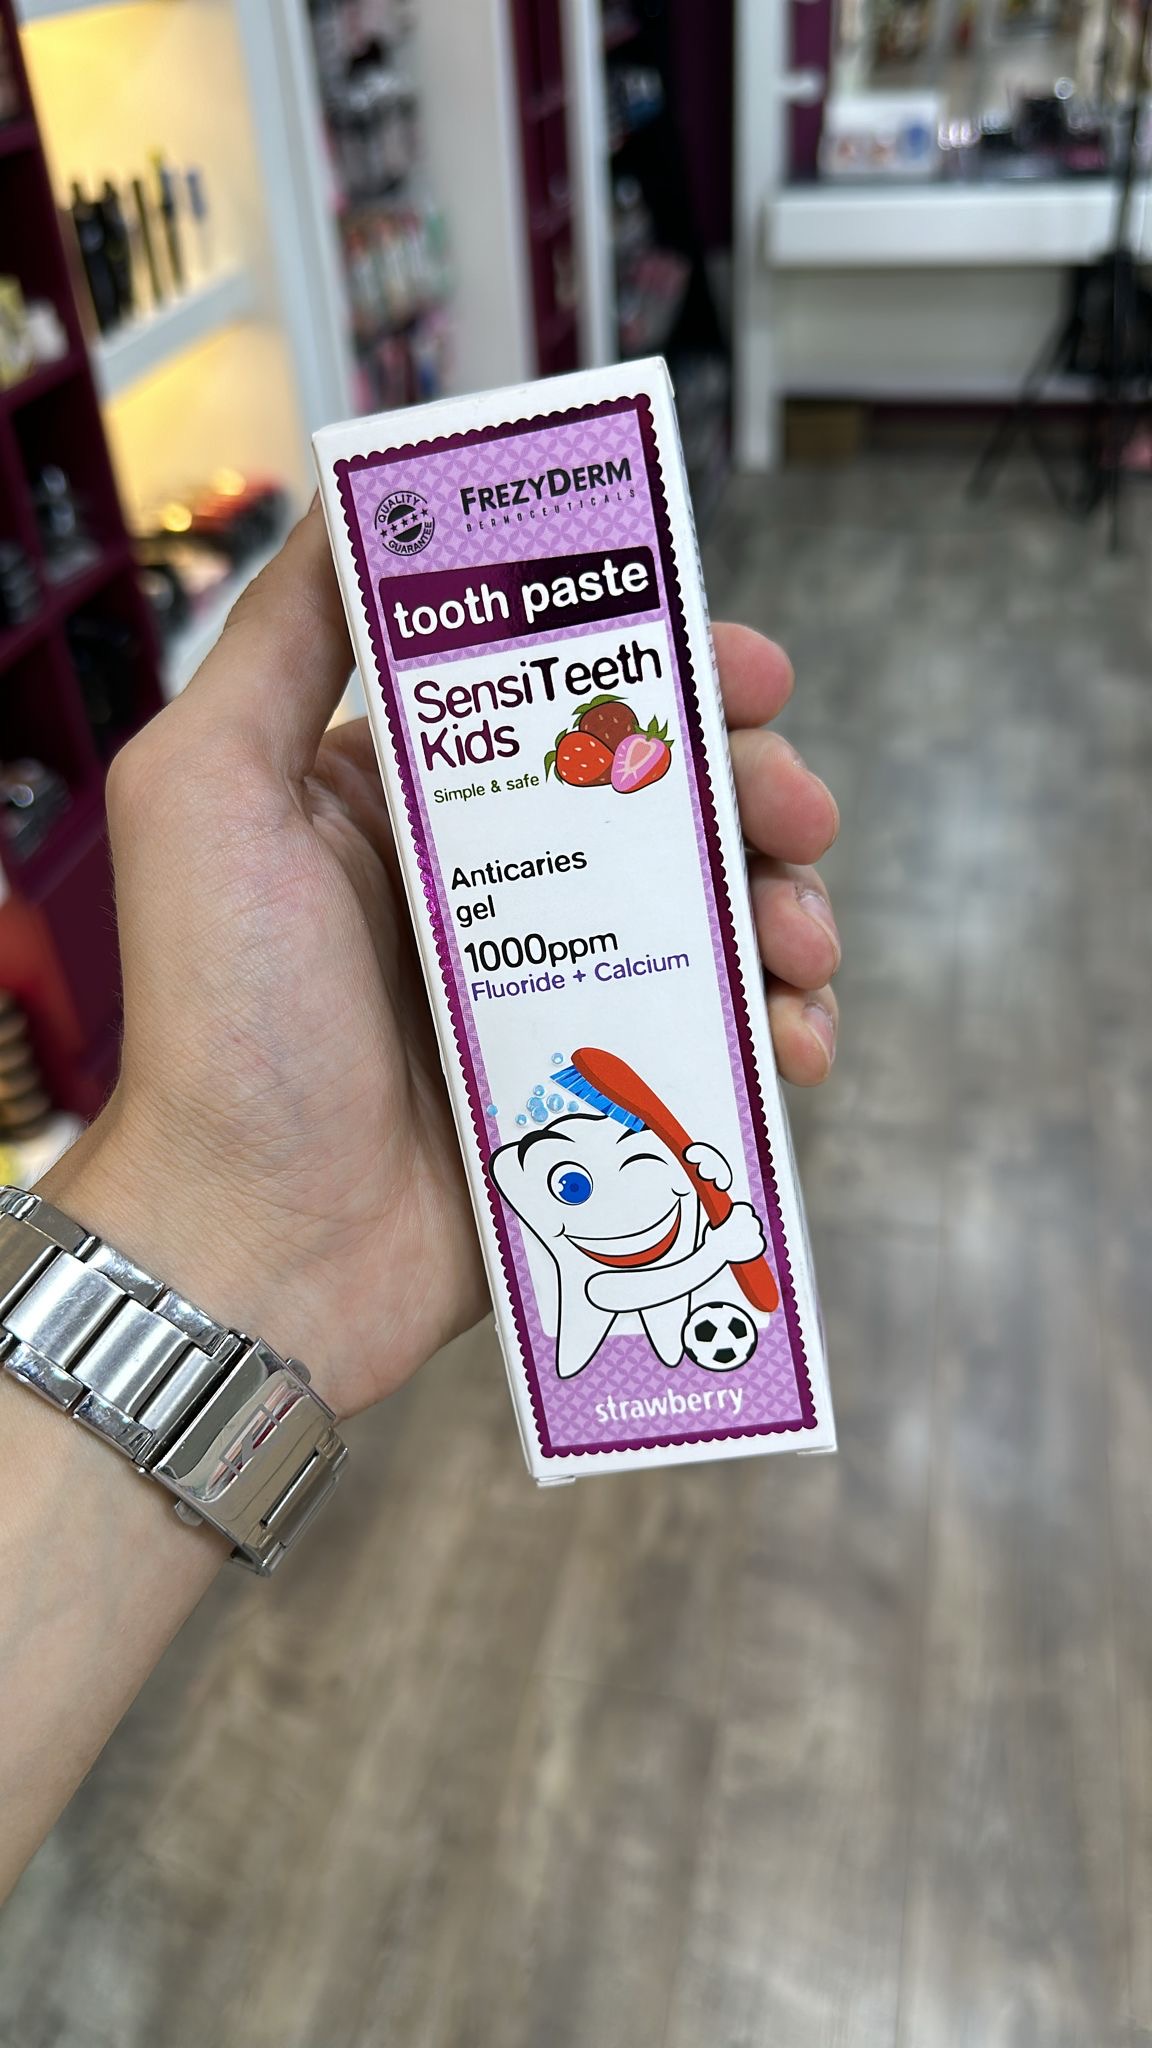 QUALITY
GUARANTEE
FREZYDERM
DERMOCEUTICALS
tooth paste
SensiTeeth
Kids
Simple & safe
Anticaries
gel
1000ppm
Fluoride + Calcium
strawberry